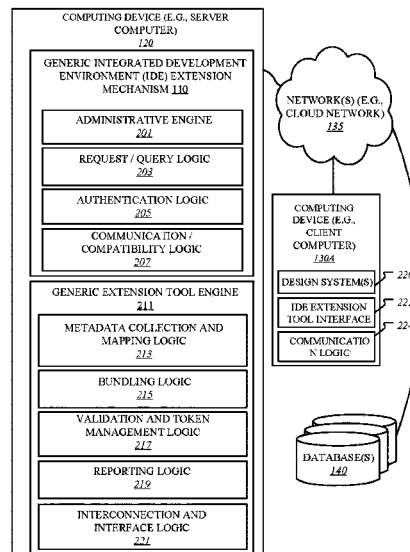 COMPUTING DEVICE (E.G., SERVER
COMPUTER)
120
GENERIC INTEGRATED DEVELOPMENT
ENVIRONMENT (IDE) EXTENSION
MECHANISM 110
ADMINISTRATIVE ENGINE
201
REQUEST / QUERY LOGIC
203
AUTHENTICATION LOGIC
205
COMMUNICATION /
COMPATIBILITY LOGIC
207
GENERIC EXTENSION TOOL ENGINE
211
METADATA COLLECTION AND
MAPPING LOGIC
213
BUNDLING LOGIC
215
VALIDATION AND TOKEN
MANAGEMENT LOGIC
217
REPORTING LOGIC
219
INTERCONNECTION AND
INTERFACE LOGIC
221
NETWORK(S) (E.G.,
CLOUD NETWORK)
135
COMPUTING
DEVICE (E.G.,
CLIENT
COMPUTER)
130A
DESIGN SYSTEM(S)
IDE EXTENSION
TOOL INTERFACE
COMMUNICATIO
N LOGIC
DATABASE(S)
140